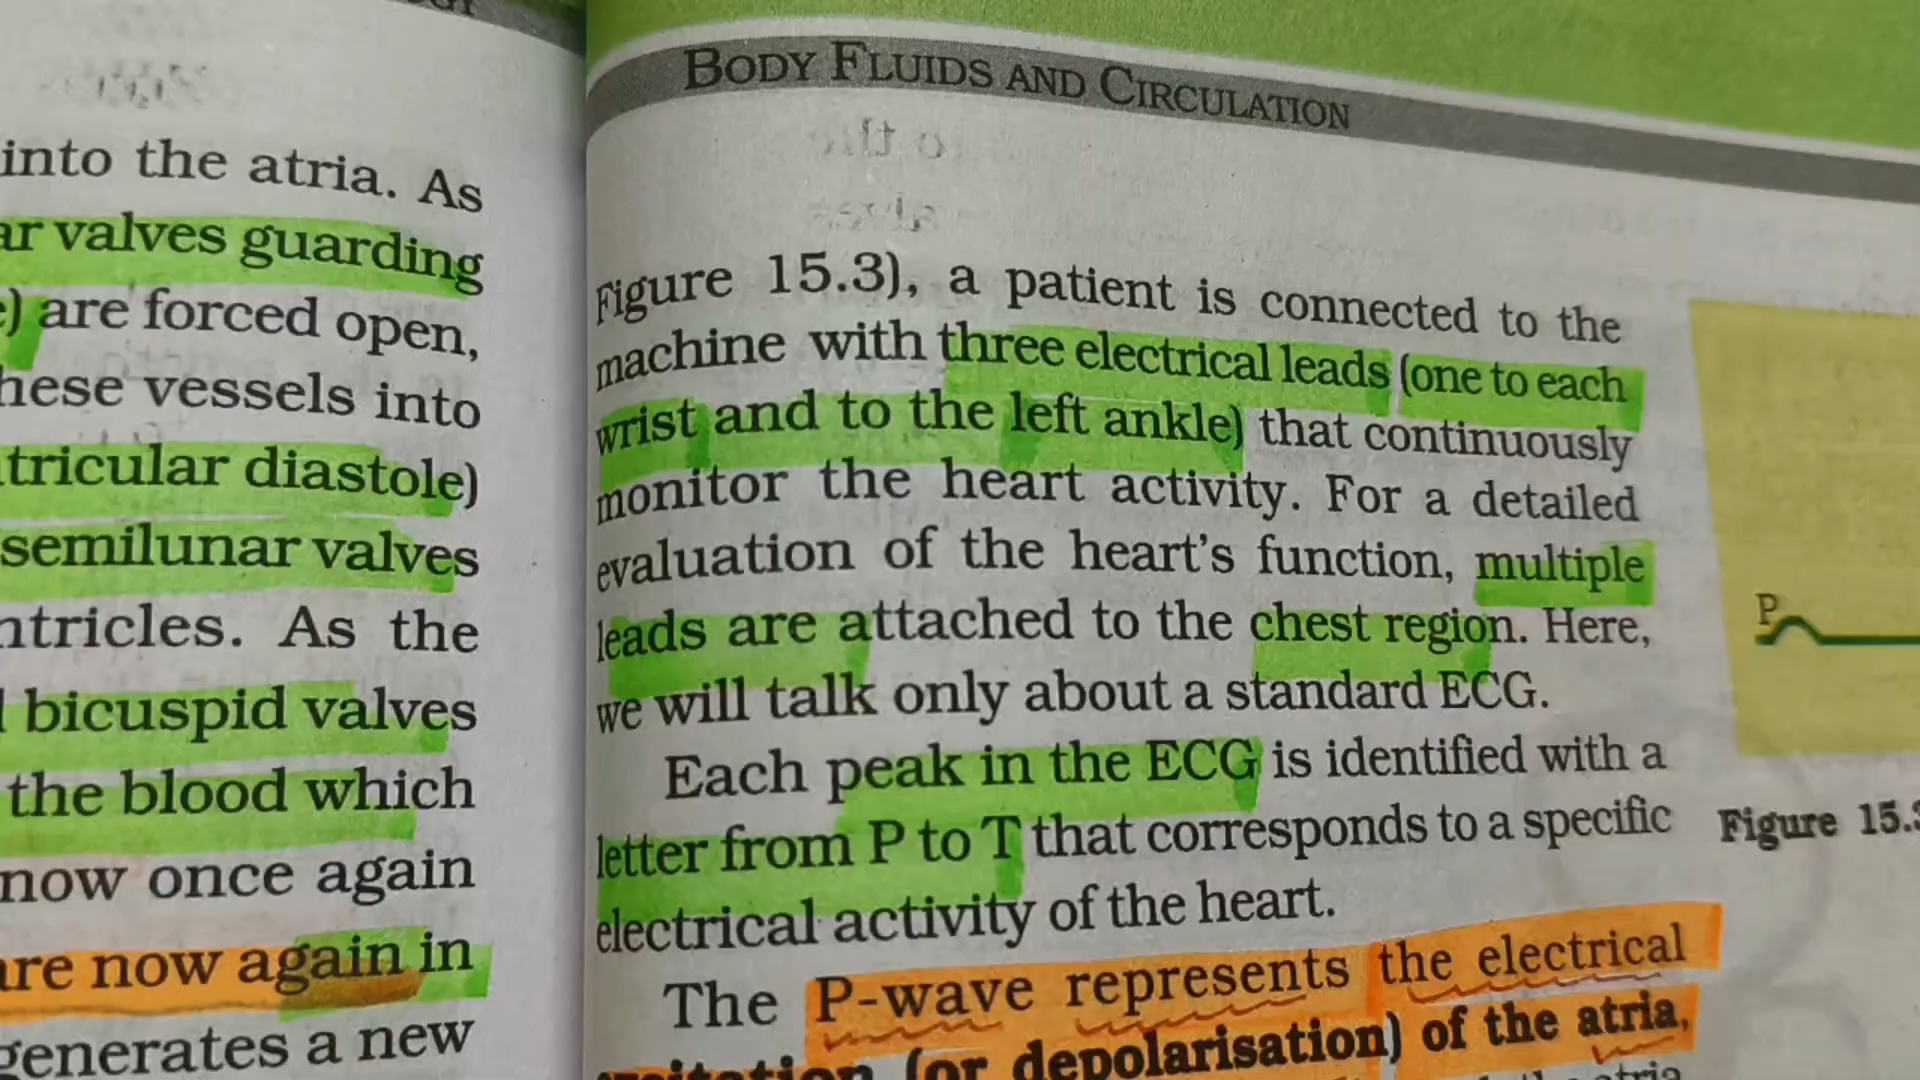 into the atria. As
ar valves guarding
e) are forced open,
these vessels into
tricular diastole)
semilunar valves
ntricles. As the
bicuspid valves
the blood which
now once again
are now again in
generates a new
BODY FLUIDS AND CIRCULATION
Figure 15.3), a patient is connected to the
machine with three electrical leads (one to each
wrist and to the left ankle) that continuously
monitor the heart activity. For a detailed
evaluation of the heart's function, multiple
leads are attached to the chest region. Here,
we will talk only about a standard ECG.
Each peak in the ECG is identified with a
letter from P to T that corresponds to a specific
electrical activity of the heart.
The P-wave represents the electrical
excitation (or depolarisation) of the atria,
P
Figure 15.3